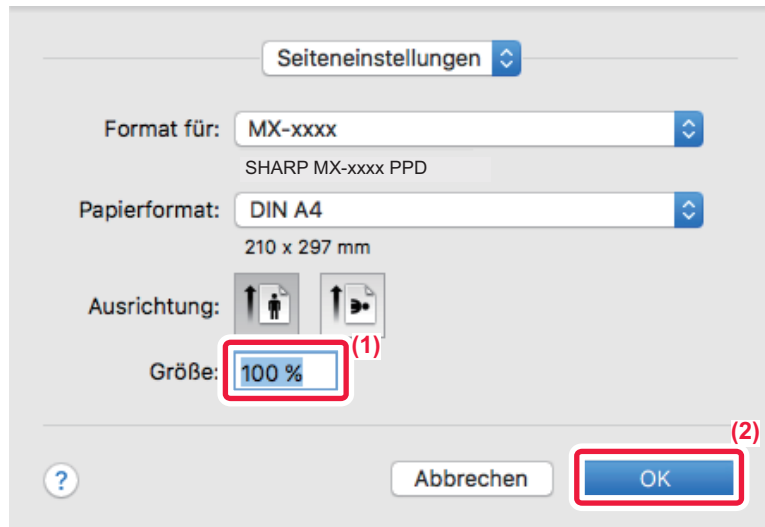 Seiteneinstellungen
Format für: MX-xxxx
SHARP MX-xxxx PPD
Papierformat: DIN A4
210 x 297 mm
Ausrichtung:
(1)
Größe: 100 %
(2)
? Abbrechen OK